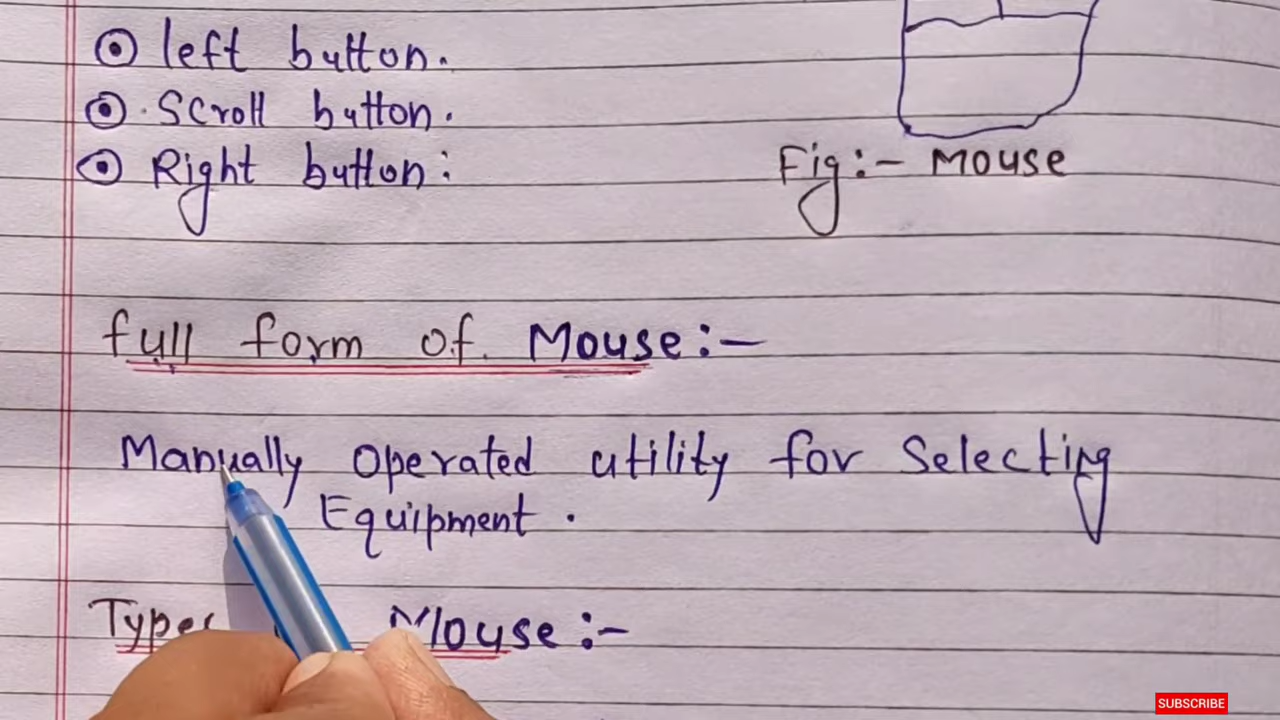 left button.
Scroll button.
Right button:
Fig:- Mouse
full form of Mouse:-
Manually Operated utility for Selecting
Equipment.
Types Mouse:-
SUBSCRIBE